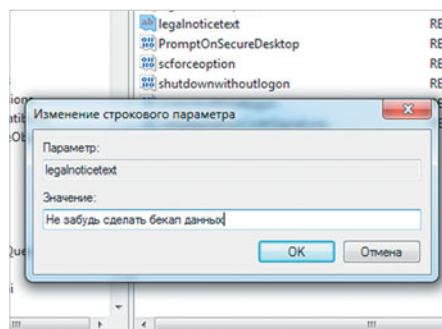 legalnoticetext
PromptOnSecureDesktop
scforceoption
shutdownwithoutlogon
Изменение строкового параметра
Параметр:
legalnoticetext
Значение:
Не забудь сделать бекап данных
OK
Отмена